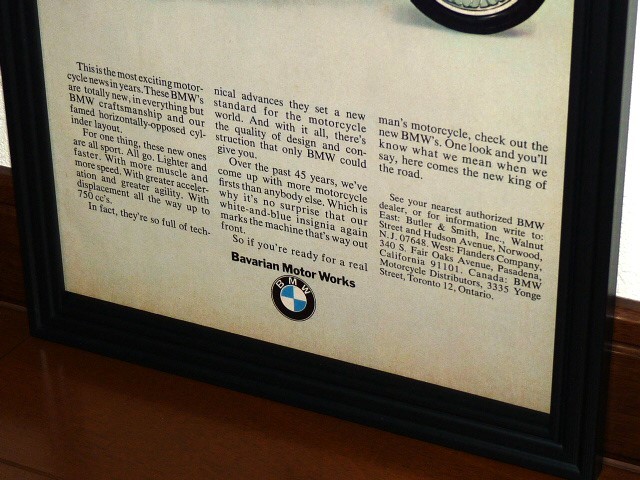 This is the most exciting motor-
cycle news in years. These BMW's
are totally new, in everything but
BMW craftsmanship and our
famed horizontally-opposed cyl-
inder layout.
For one thing, these new ones
are all sport. All go. Lighter and
faster. With more muscle and
more speed. With greater acceler-
ation and greater agility. With
displacement all the way up to
750 cc's.
In fact, they're so full of tech-
nical advances they set a new
standard for the motorcycle
world. And with it all, there's
the quality of design and con-
struction that only BMW could
give you.
Over the past 45 years, we've
come up with more motorcycle
firsts than anybody else. Which is
why it's no surprise that our
white-and-blue insignia again
marks the machine that's way out
front.
So if you're ready for a real
man's motorcycle, check out the
new BMW's. One look and you'll
know what we mean when we
say, here comes the new king of
the road.
See your nearest authorized BMW
dealer, or for information write to:
East: Butler & Smith, Inc., Walnut
Street and Hudson Avenue, Norwood,
N.J. 07648. West: Flanders Company,
340 S. Fair Oaks Avenue, Pasadena,
California 91101. Canada: BMW
Motorcycle Distributors, 3335 Yonge
Street, Toronto 12, Ontario.
Bavarian Motor Works
BMW